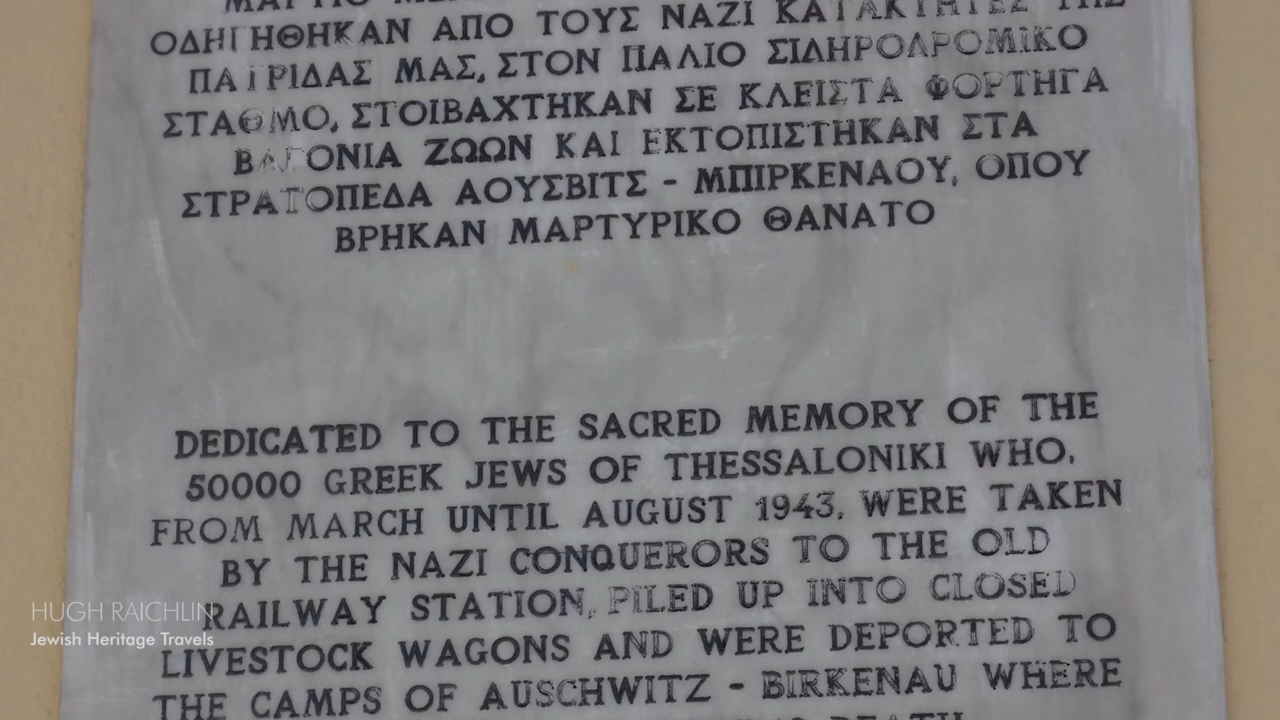 ΟΔΗΓΗΘΗΚΑΝ ΑΠΟ ΤΟΥΣ ΝΑΖΙ ΚΑΤΑΚΤΗΤΕΣ ΤΗΣ
ΠΑΤΡΙΔΑΣ ΜΑΣ, ΣΤΟΝ ΠΑΛΙΟ ΣΙΔΗΡΟΔΡΟΜΙΚΟ
ΣΤΑΘΜΟ, ΣΤΟΙΒΑΧΤΗΚΑΝ ΣΕ ΚΛΕΙΣΤΑ ΦΟΡΤΗΓΑ
ΒΑΓΟΝΙΑ ΖΩΩΝ ΚΑΙ ΕΚΤΟΠΙΣΤΗΚΑΝ ΣΤΑ
ΣΤΡΑΤΟΠΕΔΑ ΑΟΥΣΒΙΤΣ - ΜΠΙΡΚΕΝΑΟΥ, ΟΠΟΥ
ΒΡΗΚΑΝ ΜΑΡΤΥΡΙΚΟ ΘΑΝΑΤΟ
DEDICATED TO THE SACRED MEMORY OF THE
50000 GREEK JEWS OF THESSALONIKI WHO,
FROM MARCH UNTIL AUGUST 1943, WERE TAKEN
BY THE NAZI CONQUERORS TO THE OLD
RAILWAY STATION, PILED UP INTO CLOSED
LIVESTOCK WAGONS AND WERE DEPORTED TO
THE CAMPS OF AUSCHWITZ - BIRKENAU WHERE
DEATH
HUGH RAICHLIN
Jewish Heritage Travels